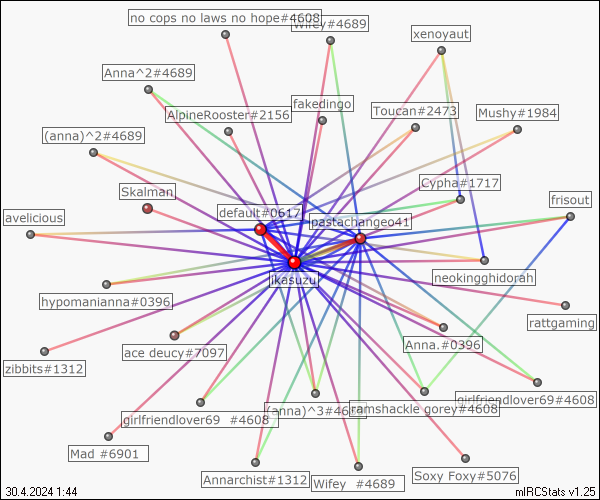 no cops no laws no hope#4608
Wifey#4689
xenoyaut
Anna^2#4689
fakedingo
AlpineRooster#2156
Toucan#2473
Mushy#1984
(anna)^2#4689
Cypha#1717
Skalman
frisout
default#0617
avelicious
pastachangeo41
ikasuzu
neokingghidorah
hypomanianna#0396
rattgaming
Anna.#0396
ace deucy#7097
zibbits#1312
girlfriendlover69#4608
ramshackle gorey#4608
(anna)^3#4689
girlfriendlover69 #4608
Mad #6901
Annarchist#1312
Wifey #4689
Soxy Foxy#5076
30.4.2024 1:44
mIRCStats v1.25